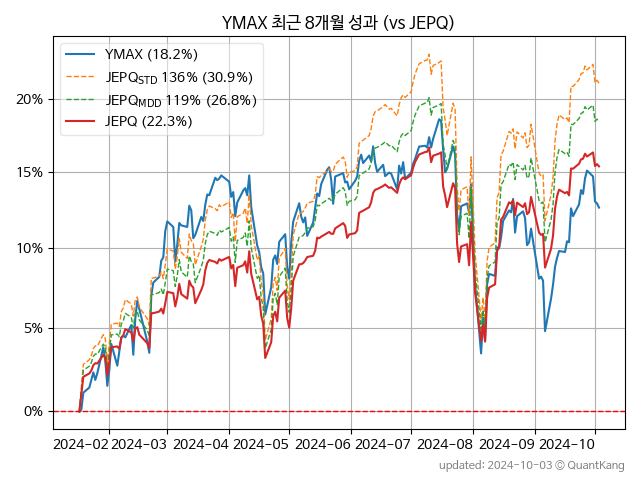 YMAX 최근 8개월 성과 (vs JEPQ)
YMAX (18.2%)
JEPQSTD 136% (30.9%)
JEPQMDD 119% (26.8%)
JEPQ (22.3%)
20%
15%
10%
5%
0%
2024-02 2024-03 2024-04 2024-05 2024-06 2024-07 2024-08 2024-09 2024-10
updated: 2024-10-03 © QuantKang